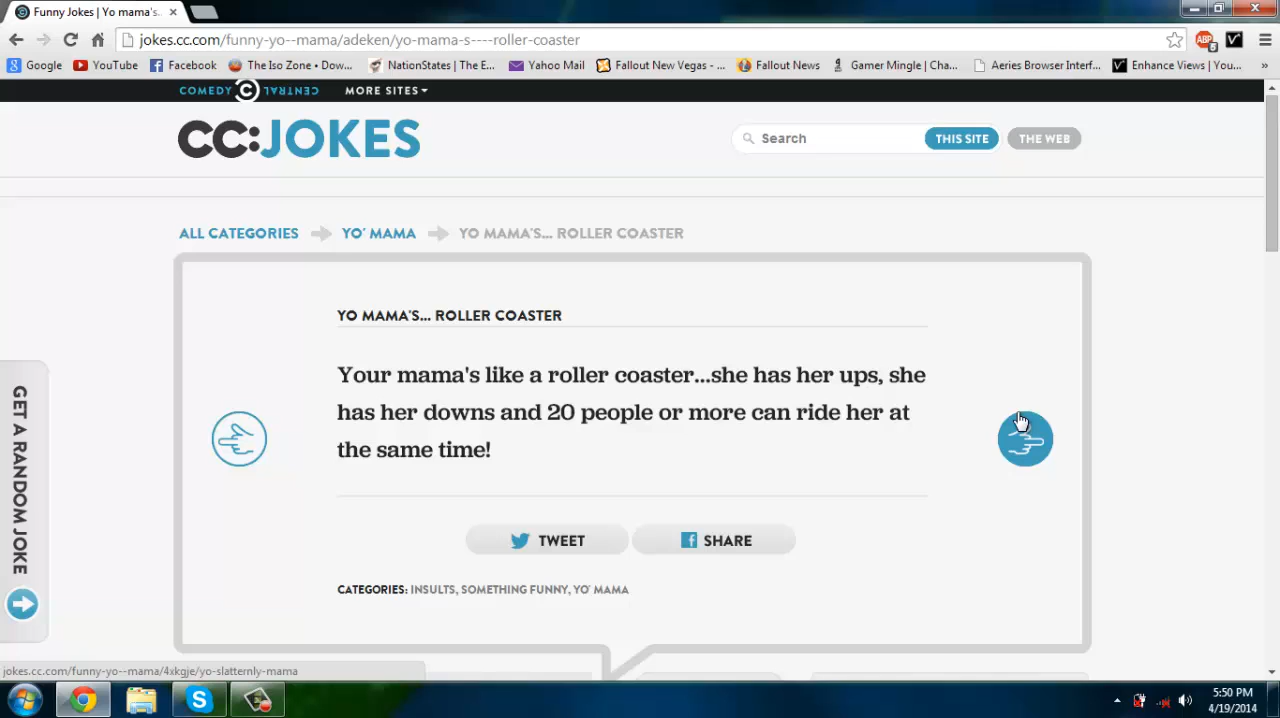 Funny Jokes | Yo mama's..
jokes.cc.com/funny-yo--mama/adeken/yo-mama-s----roller-coaster
ABP
5
Google
YouTube
Facebook
The Iso Zone • Dow...
NationStates | The E...
Yahoo Mail
Fallout New Vegas - ...
Fallout News
Gamer Mingle | Cha...
Aeries Browser Interf...
Enhance Views | You...
»
COMEDY CENTRAL
MORE SITES
CC:JOKES
Search
THIS SITE
THE WEB
ALL CATEGORIES
YO' MAMA
YO MAMA'S... ROLLER COASTER
YO MAMA'S... ROLLER COASTER
Your mama's like a roller coaster...she has her ups, she
has her downs and 20 people or more can ride her at
the same time!
GET A RANDOM JOKE
TWEET
SHARE
CATEGORIES: INSULTS, SOMETHING FUNNY, YO' MAMA
jokes.cc.com/funny-yo--mama/4xkgje/yo-slatternly-mama
5:50 PM
4/19/2014